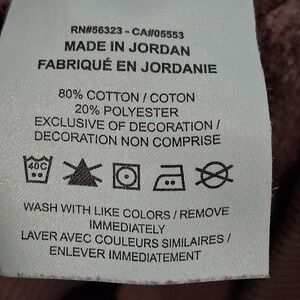 RN#56323 - CA#05553
MADE IN JORDAN
FABRIQUÉ EN JORDANIE
80% COTTON / COTON
20% POLYESTER
EXCLUSIVE OF DECORATION /
DECORATION NON COMPRISE
40C
WASH WITH LIKE COLORS / REMOVE
IMMEDIATELY
LAVER AVEC COULEURS SIMILAIRES /
ENLEVER IMMEDIATEMENT